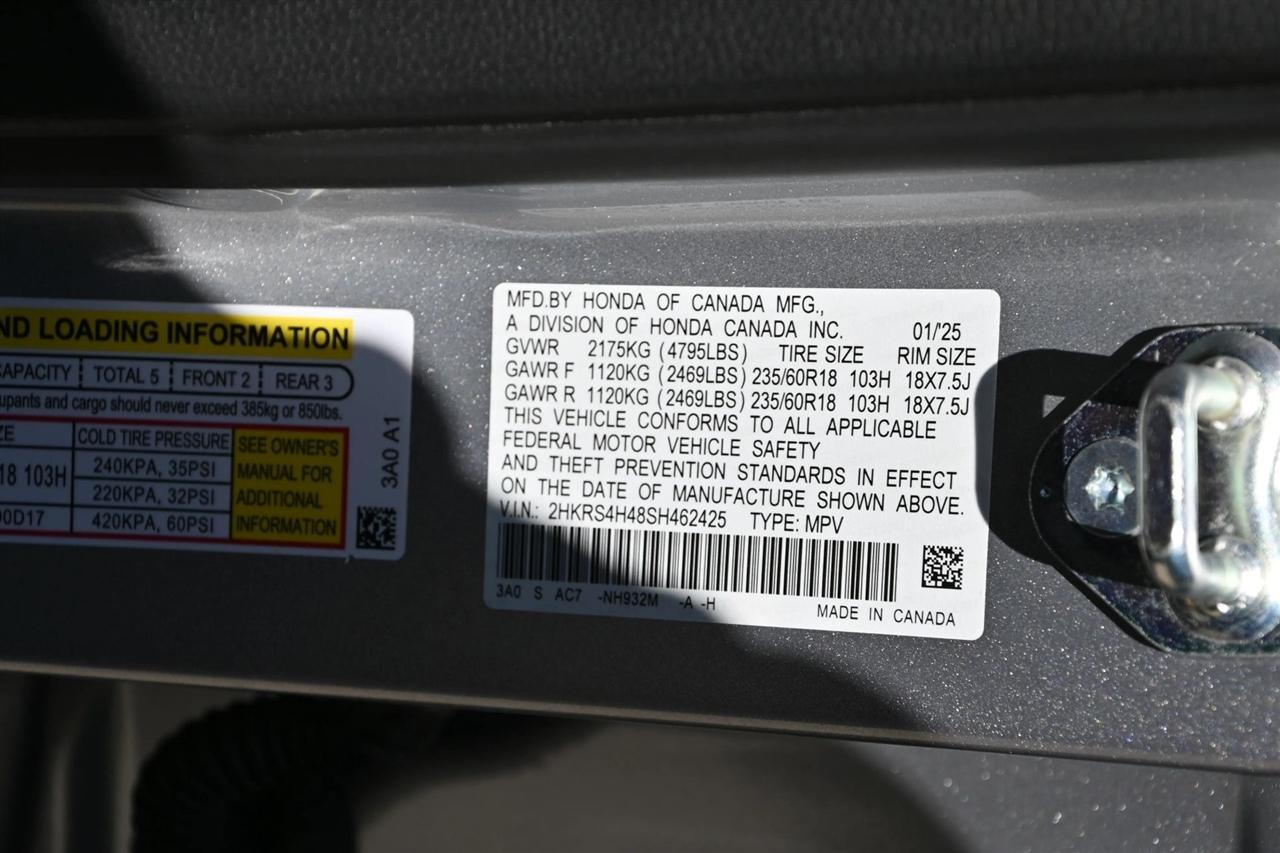 ND LOADING INFORMATION
CAPACITY TOTAL 5 FRONT 2 REAR 3
upants and cargo should never exceed 385kg or 850lbs.
ZE COLD TIRE PRESSURE SEE OWNER'S MANUAL FOR ADDITIONAL INFORMATION
18 103H 240KPA, 35PSI
220KPA, 32PSI
0D17 420KPA, 60PSI
3A0 A1
MFD.BY HONDA OF CANADA MFG.,
A DIVISION OF HONDA CANADA INC. 01/'25
GVWR 2175KG (4795LBS) TIRE SIZE RIM SIZE
GAWR F 1120KG (2469LBS) 235/60R18 103H 18X7.5J
GAWR R 1120KG (2469LBS) 235/60R18 103H 18X7.5J
THIS VEHICLE CONFORMS TO ALL APPLICABLE
FEDERAL MOTOR VEHICLE SAFETY
AND THEFT PREVENTION STANDARDS IN EFFECT
ON THE DATE OF MANUFACTURE SHOWN ABOVE.
V.I.N.: 2HKRS4H48SH462425 TYPE: MPV
3A0 S AC7 -NH932M -A -H
MADE IN CANADA